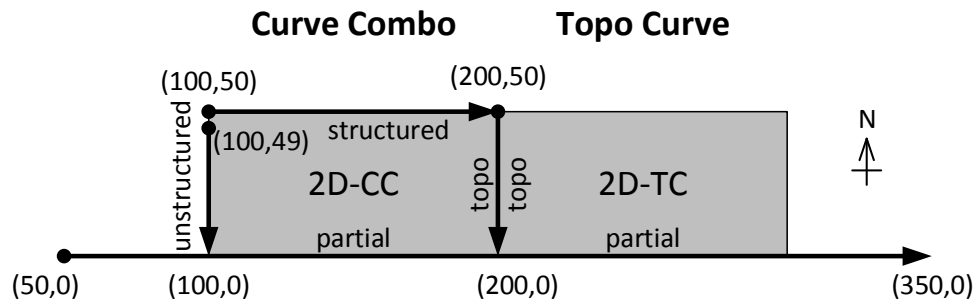 Curve Combo
Topo Curve
(100,50)
(200,50)
N
unstructured
(100,49)
structured
2D-CC
topo
topo
2D-TC
partial
partial
(50,0)
(100,0)
(200,0)
(350,0)